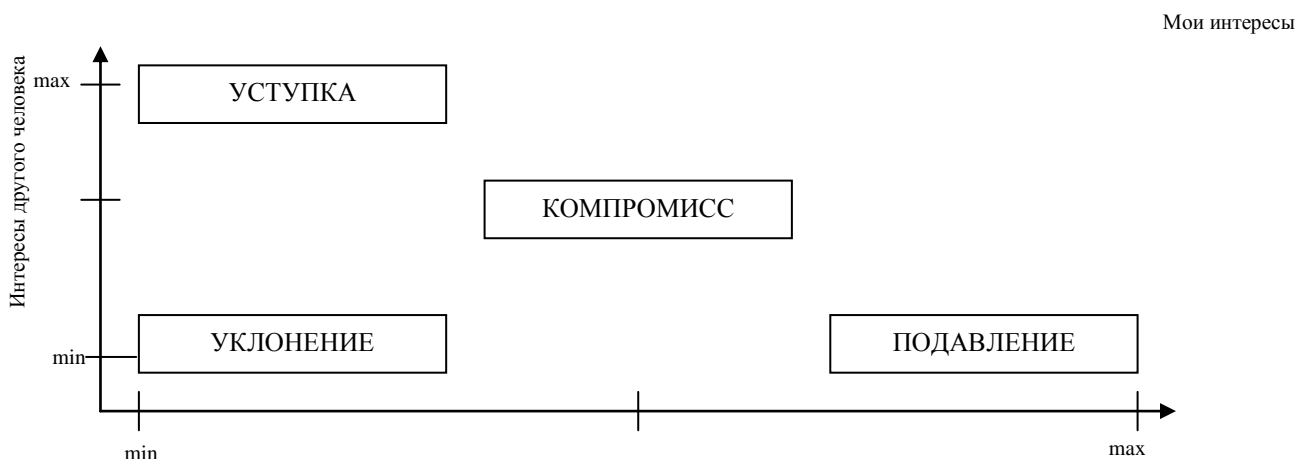 Мои интересы
Интересы другого человека
max
УСТУПКА
КОМПРОМИСС
min
УКЛОНЕНИЕ
ПОДАВЛЕНИЕ
min
max